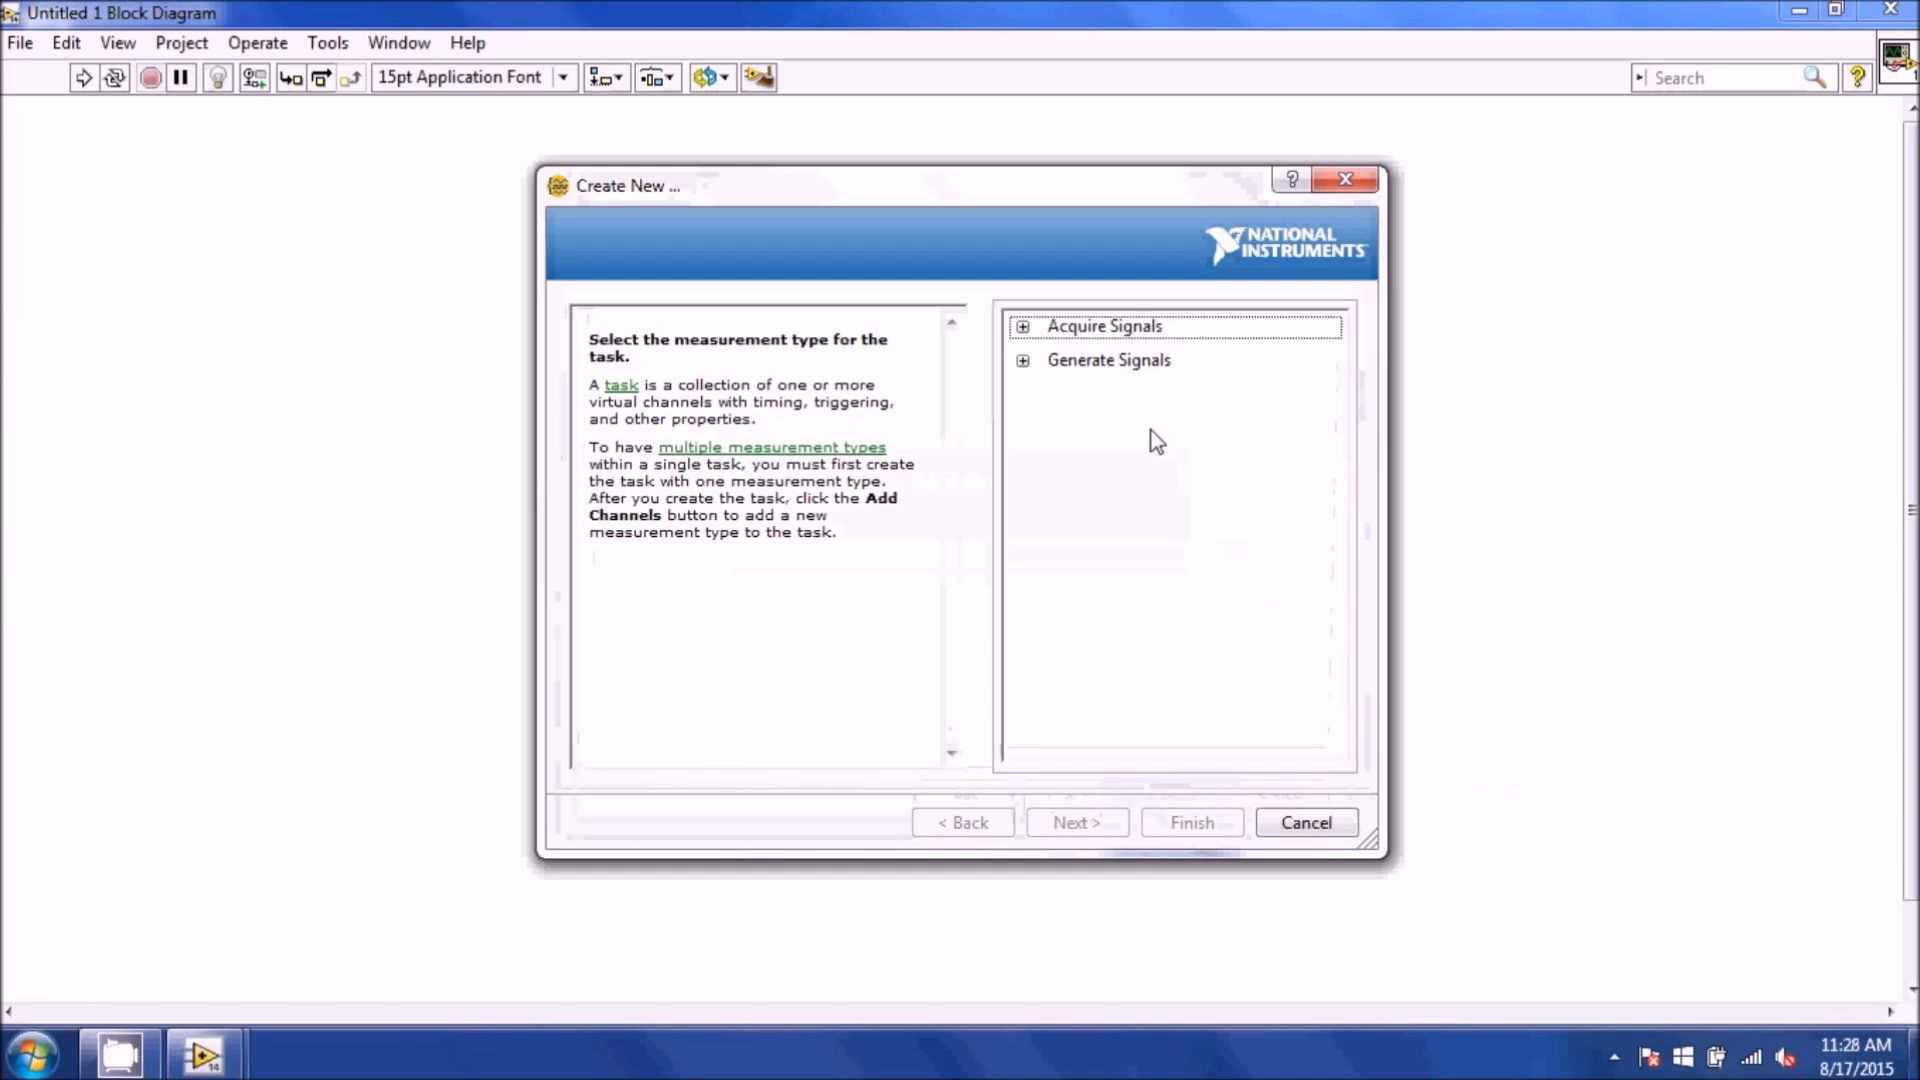 Untitled 1 Block Diagram
File Edit View Project Operate Tools Window Help
15pt Application Font
Search
?
Create New ...
?
NATIONAL
INSTRUMENTS
Select the measurement type for the
task.
A task is a collection of one or more
virtual channels with timing, triggering,
and other properties.
To have multiple measurement types
within a single task, you must first create
the task with one measurement type.
After you create the task, click the Add
Channels button to add a new
measurement type to the task.
Acquire Signals
Generate Signals
< Back Next > Finish Cancel
14
11:28 AM
8/17/2015